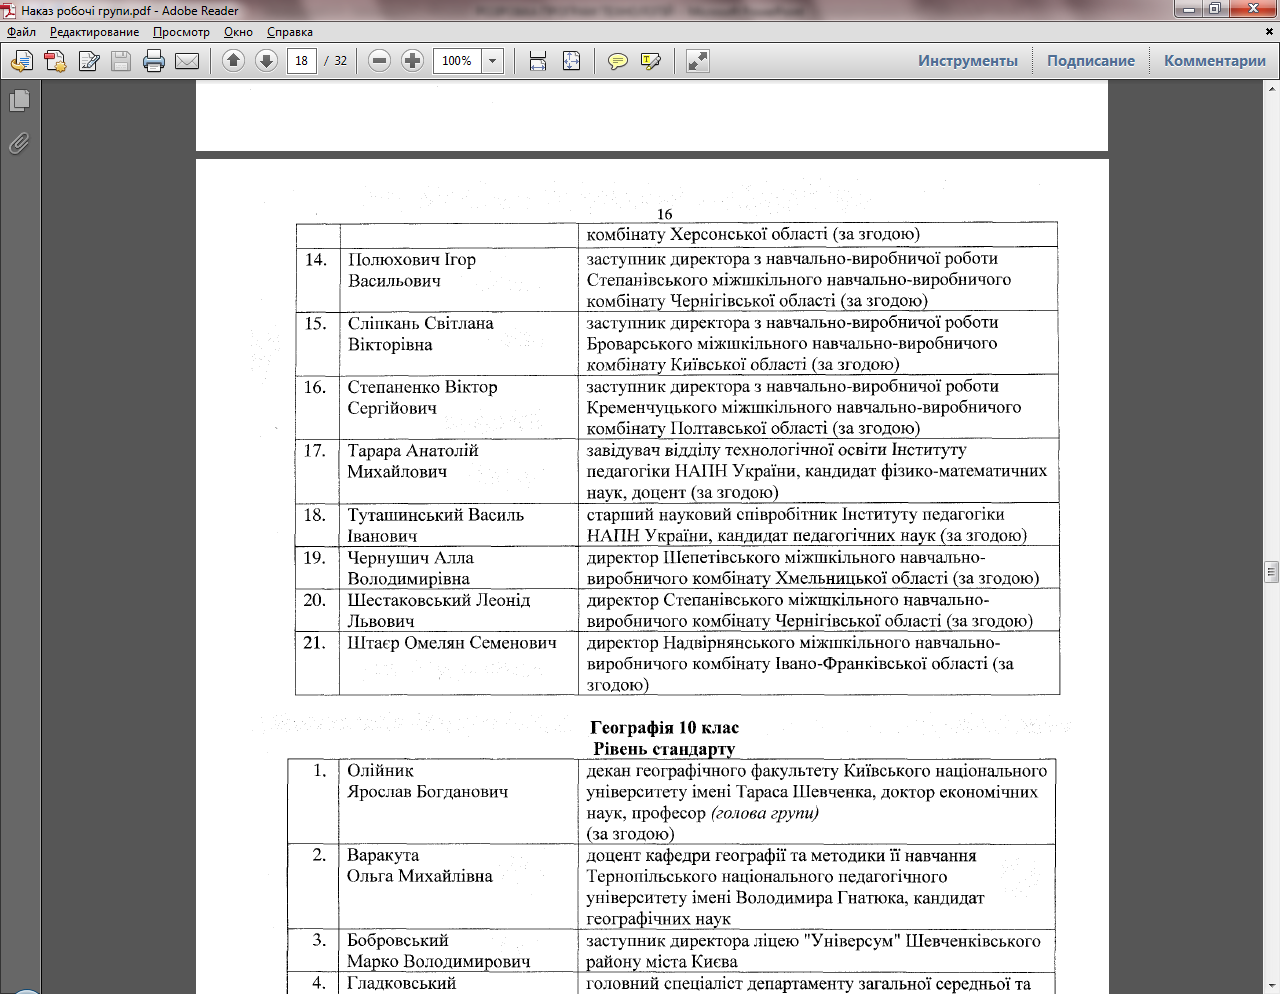 Наказ робочі групи.pdf - Adobe Reader
Файл Редактирование Просмотр Окно Справка
18 / 32 100% Инструменты Подписание Комментарии
16
комбінату Херсонської області (за згодою)
14. Полюхович Ігор заступник директора з навчально-виробничої роботи
Васильович Степанівського міжшкільного навчально-виробничого
комбінату Чернігівської області (за згодою)
15. Сліпкань Світлана заступник директора з навчально-виробничої роботи
Вікторівна Броварського міжшкільного навчально-виробничого
комбінату Київської області (за згодою)
16. Степаненко Віктор заступник директора з навчально-виробничої роботи
Сергійович Кременчуцького міжшкільного навчально-виробничого
комбінату Полтавської області (за згодою)
17. Тарара Анатолій завідувач відділу технологічної освіти Інституту
Михайлович педагогіки НАПН України, кандидат фізико-математичних
наук, доцент (за згодою)
18. Туташинський Василь старший науковий співробітник Інституту педагогіки
Іванович НАПН України, кандидат педагогічних наук (за згодою)
19. Чернушич Алла директор Шепетівського міжшкільного навчально-
Володимирівна виробничого комбінату Хмельницької області (за згодою)
20. Шестаковський Леонід директор Степанівського міжшкільного навчально-
Львович виробничого комбінату Чернігівської області (за згодою)
21. Штаєр Омелян Семенович директор Надвірнянського міжшкільного навчально-
виробничого комбінату Івано-Франківської області (за
згодою)
Географія 10 клас
Рівень стандарту
1. Олійник декан географічного факультету Київського національного
Ярослав Богданович університету імені Тараса Шевченка, доктор економічних
наук, професор (голова групи)
(за згодою)
2. Варакута доцент кафедри географії та методики її навчання
Ольга Михайлівна Тернопільського національного педагогічного
університету імені Володимира Гнатюка, кандидат
географічних наук
3. Бобровський заступник директора ліцею "Універсум" Шевченківського
Марко Володимирович району міста Києва
4. Гладковський головний спеціаліст департаменту загальної середньої та